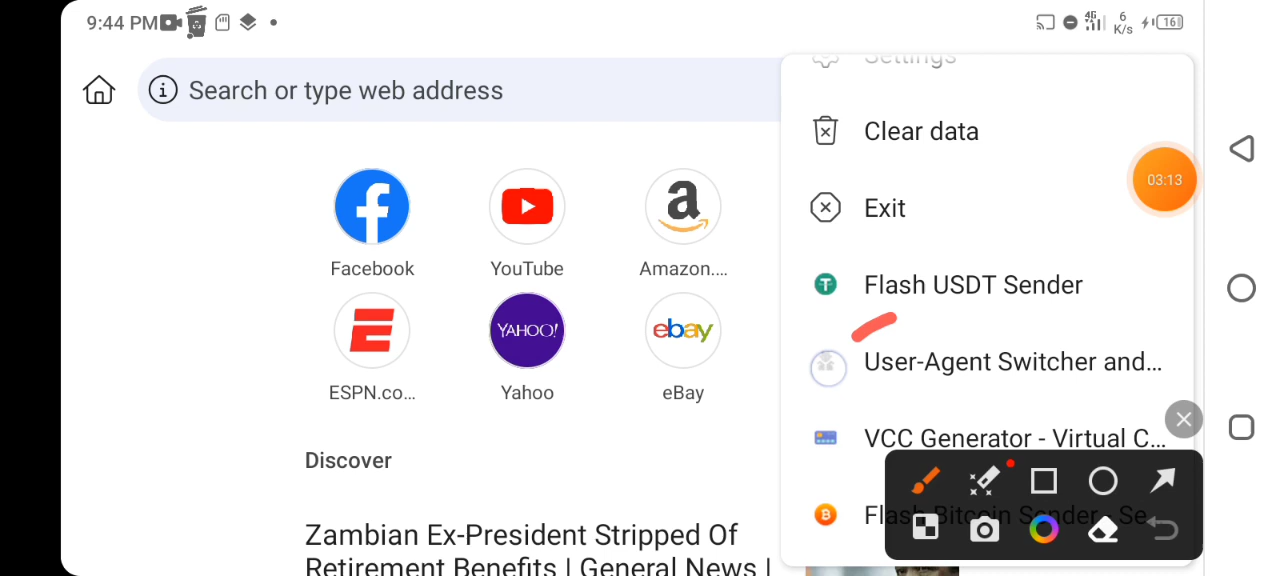 9:44 PM
4G
6
K/s
16
Search or type web address
Settings
Clear data
03:13
Exit
a
Facebook
YouTube
Amazon....
Flash USDT Sender
YAHOO!
ebay
User-Agent Switcher and...
ESPN.co...
Yahoo
eBay
VCC Generator - Virtual C...
Discover
Flash Bitcoin Sender - Se...
Zambian Ex-President Stripped Of
Retirement Benefits | General News |